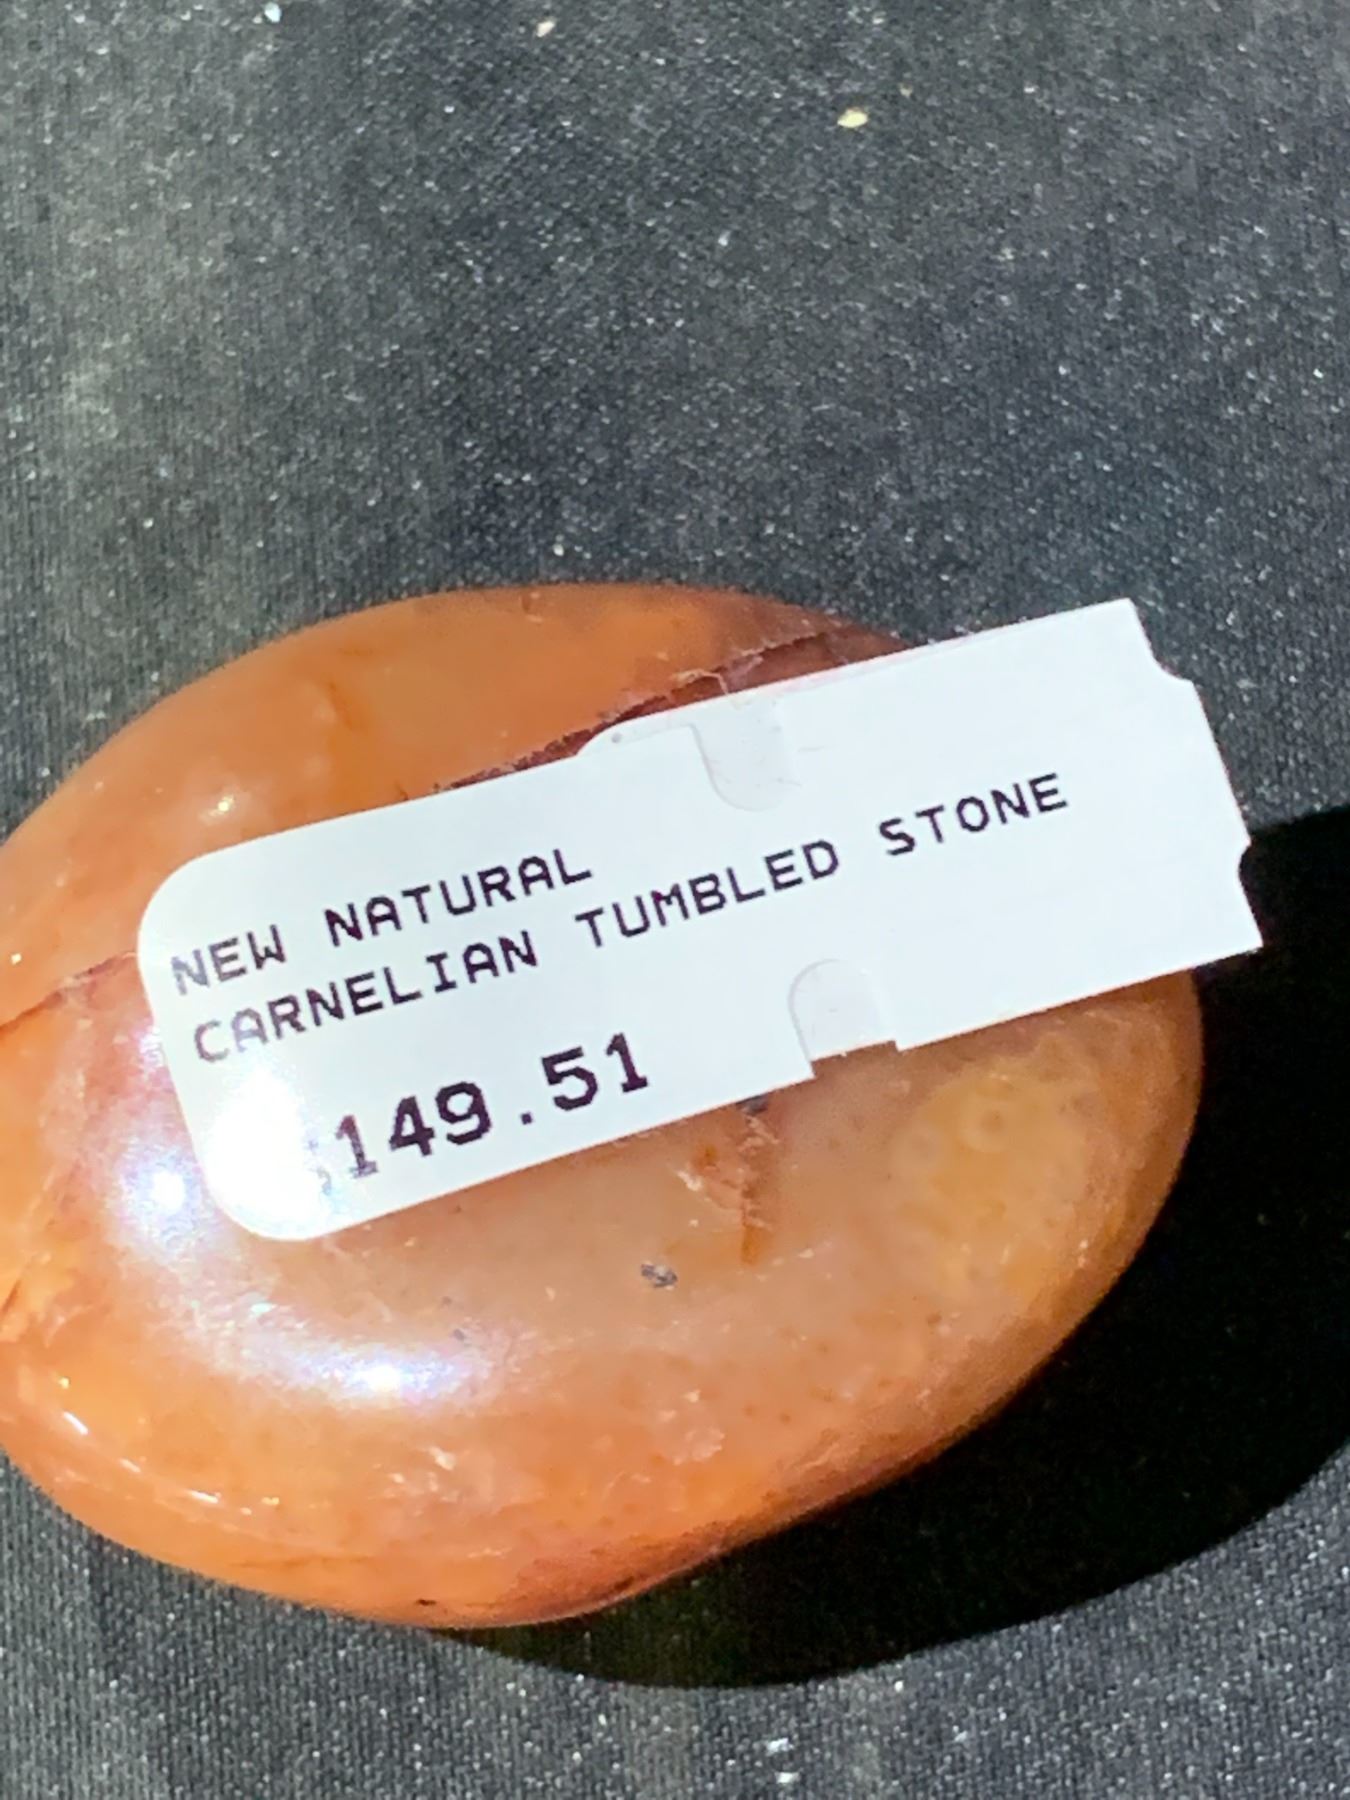 NEW NATURAL
CARNELIAN TUMBLED STONE
$149.51